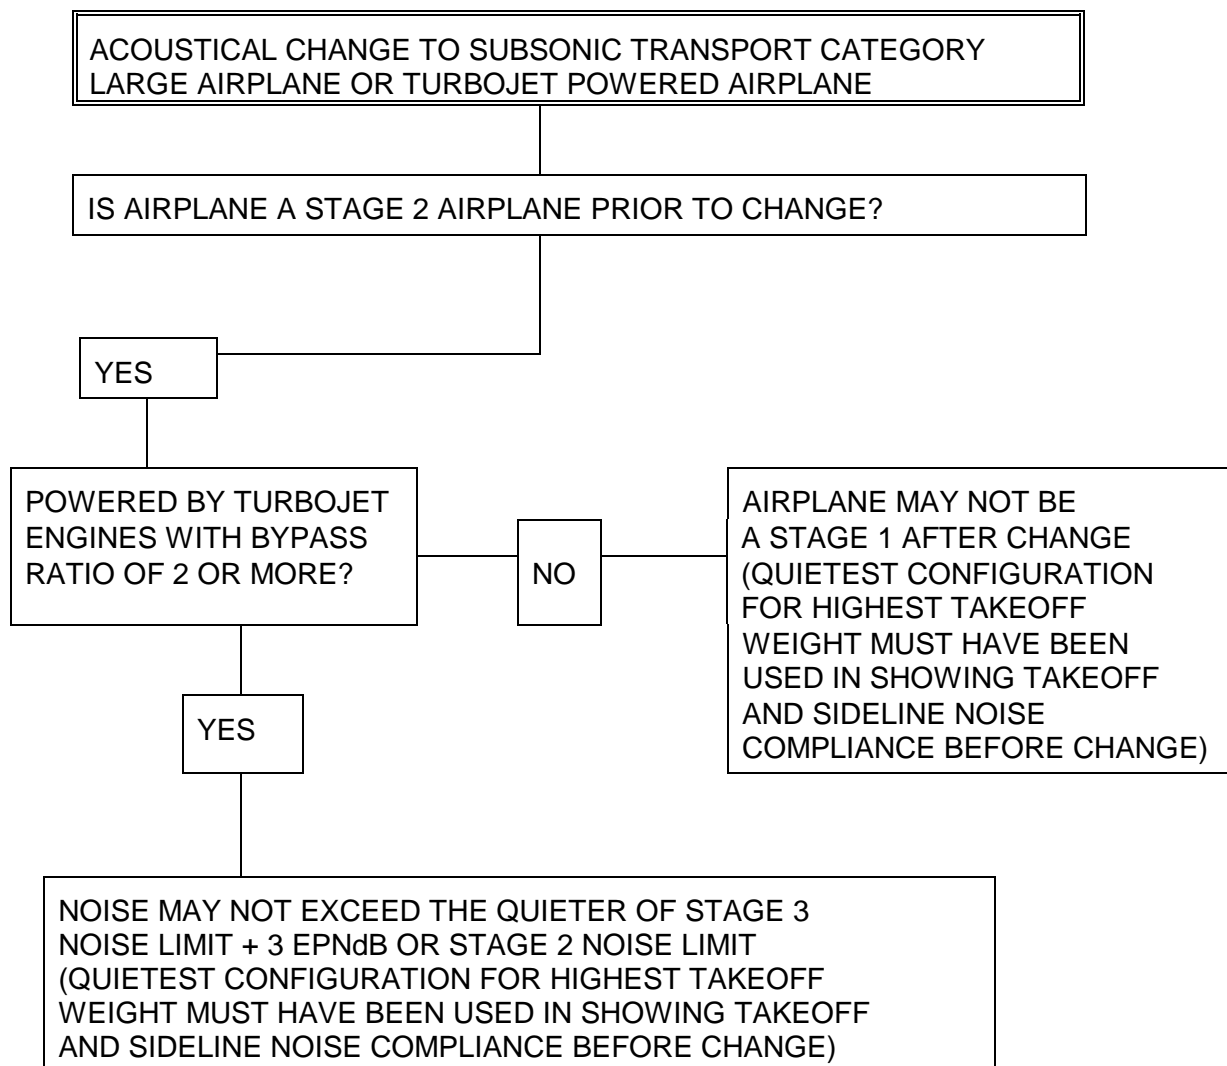 ACOUSTICAL CHANGE TO SUBSONIC TRANSPORT CATEGORY
LARGE AIRPLANE OR TURBOJET POWERED AIRPLANE
IS AIRPLANE A STAGE 2 AIRPLANE PRIOR TO CHANGE?
YES
POWERED BY TURBOJET
ENGINES WITH BYPASS
RATIO OF 2 OR MORE?
NO
AIRPLANE MAY NOT BE
A STAGE 1 AFTER CHANGE
(QUIETEST CONFIGURATION
FOR HIGHEST TAKEOFF
WEIGHT MUST HAVE BEEN
USED IN SHOWING TAKEOFF
AND SIDELINE NOISE
COMPLIANCE BEFORE CHANGE)
YES
NOISE MAY NOT EXCEED THE QUIETER OF STAGE 3
NOISE LIMIT + 3 EPNdB OR STAGE 2 NOISE LIMIT
(QUIETEST CONFIGURATION FOR HIGHEST TAKEOFF
WEIGHT MUST HAVE BEEN USED IN SHOWING TAKEOFF
AND SIDELINE NOISE COMPLIANCE BEFORE CHANGE)